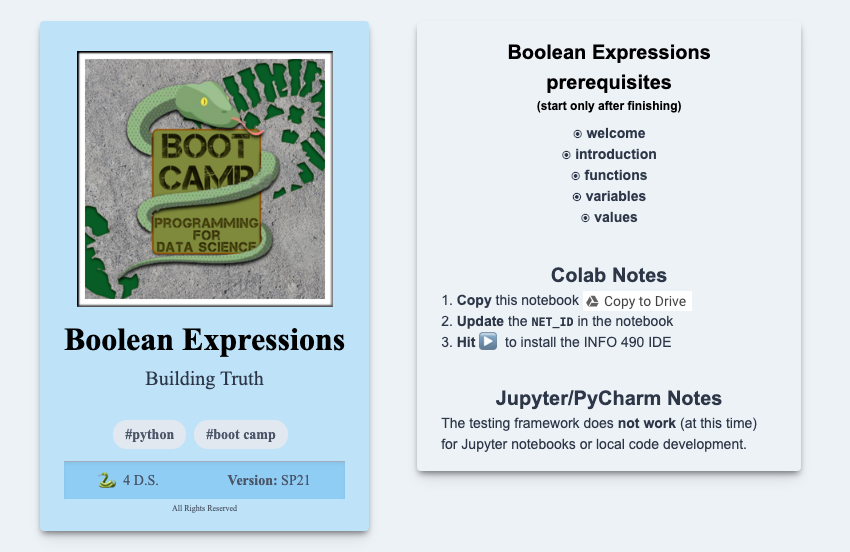 BOOT
CAMP
PROGRAMMING
FOR
DATA SCIENCE
Boolean Expressions
Building Truth
#python
#boot camp
4 D.S.
Version: SP21
All Rights Reserved
Boolean Expressions
prerequisites
(start only after finishing)
⦿ welcome
⦿ introduction
⦿ functions
⦿ variables
⦿ values
Colab Notes
1. Copy this notebook Copy to Drive
2. Update the NET_ID in the notebook
3. Hit ▶️ to install the INFO 490 IDE
Jupyter/PyCharm Notes
The testing framework does not work (at this time)
for Jupyter notebooks or local code development.